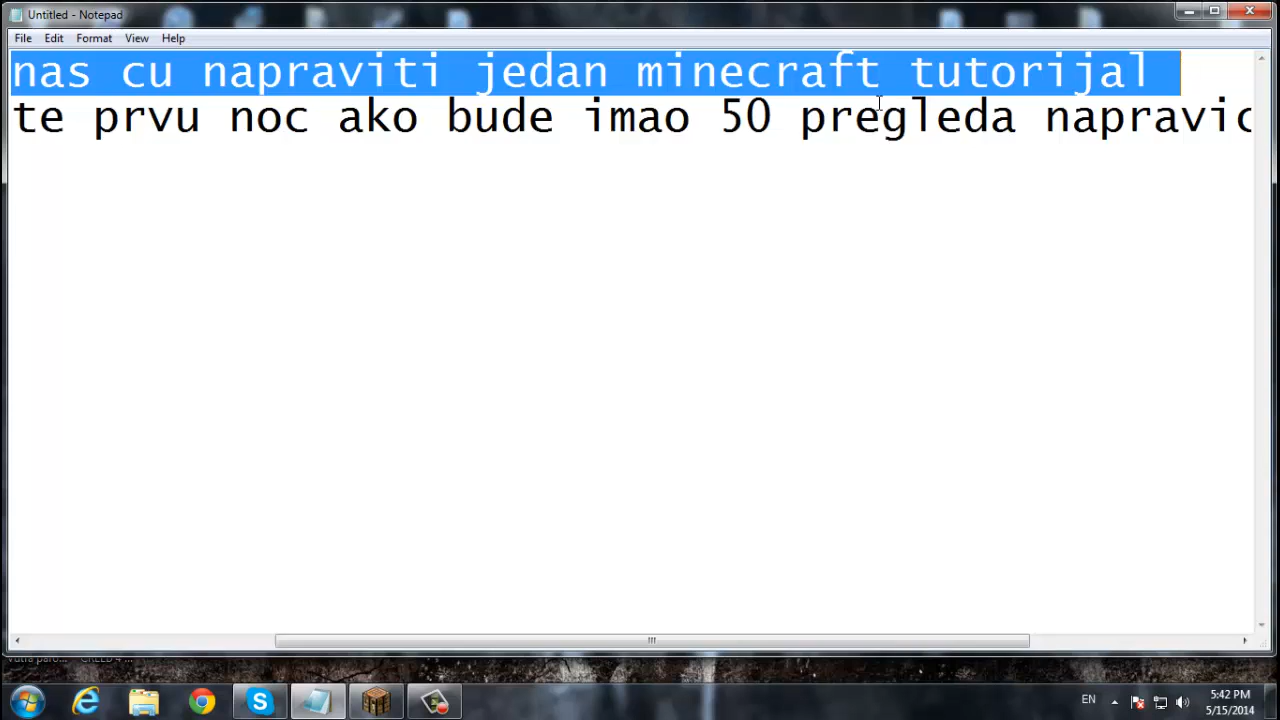 Untitled - Notepad
File Edit Format View Help
nas cu napraviti jedan minecraft tutorijal
te prvu noc ako bude imao 50 pregleda napravic
EN
5:42 PM
5/15/2014